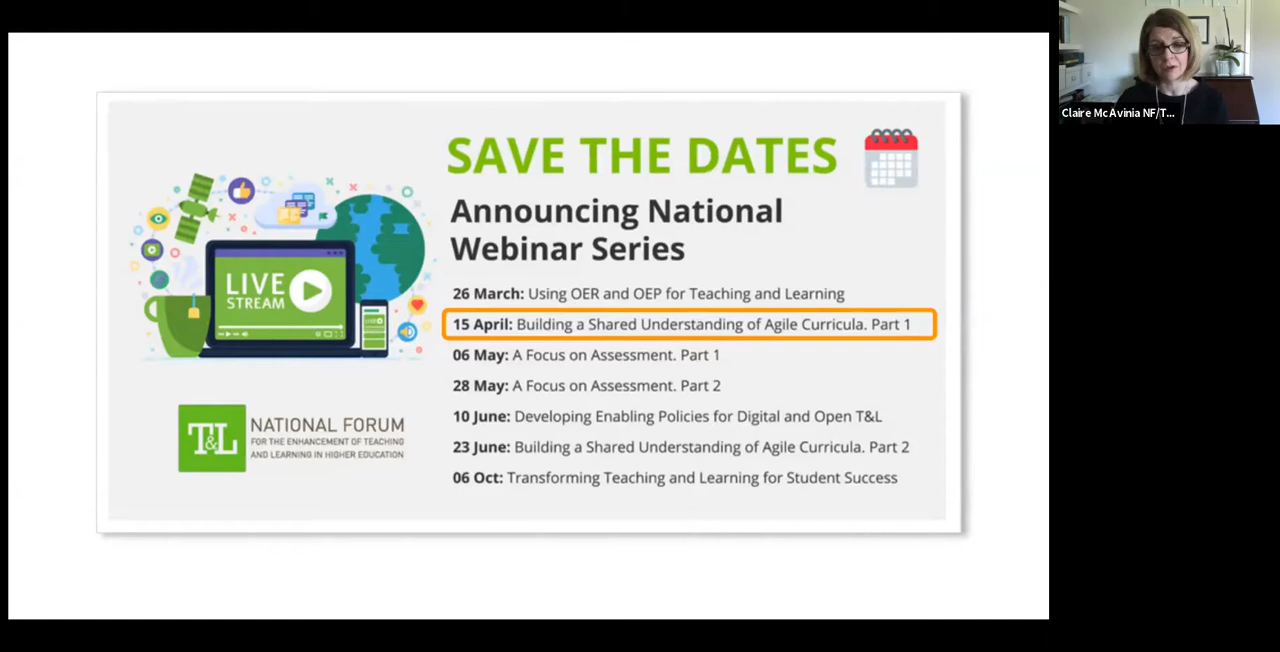 Claire Mc Avinia NF/T...
SAVE THE DATES
Announcing National
Webinar Series
LIVE
STREAM
26 March: Using OER and OEP for Teaching and Learning
15 April: Building a Shared Understanding of Agile Curricula. Part 1
06 May: A Focus on Assessment. Part 1
28 May: A Focus on Assessment. Part 2
10 June: Developing Enabling Policies for Digital and Open T&L
23 June: Building a Shared Understanding of Agile Curricula. Part 2
06 Oct: Transforming Teaching and Learning for Student Success
T&L
NATIONAL FORUM
FOR THE ENHANCEMENT OF TEACHING
AND LEARNING IN HIGHER EDUCATION